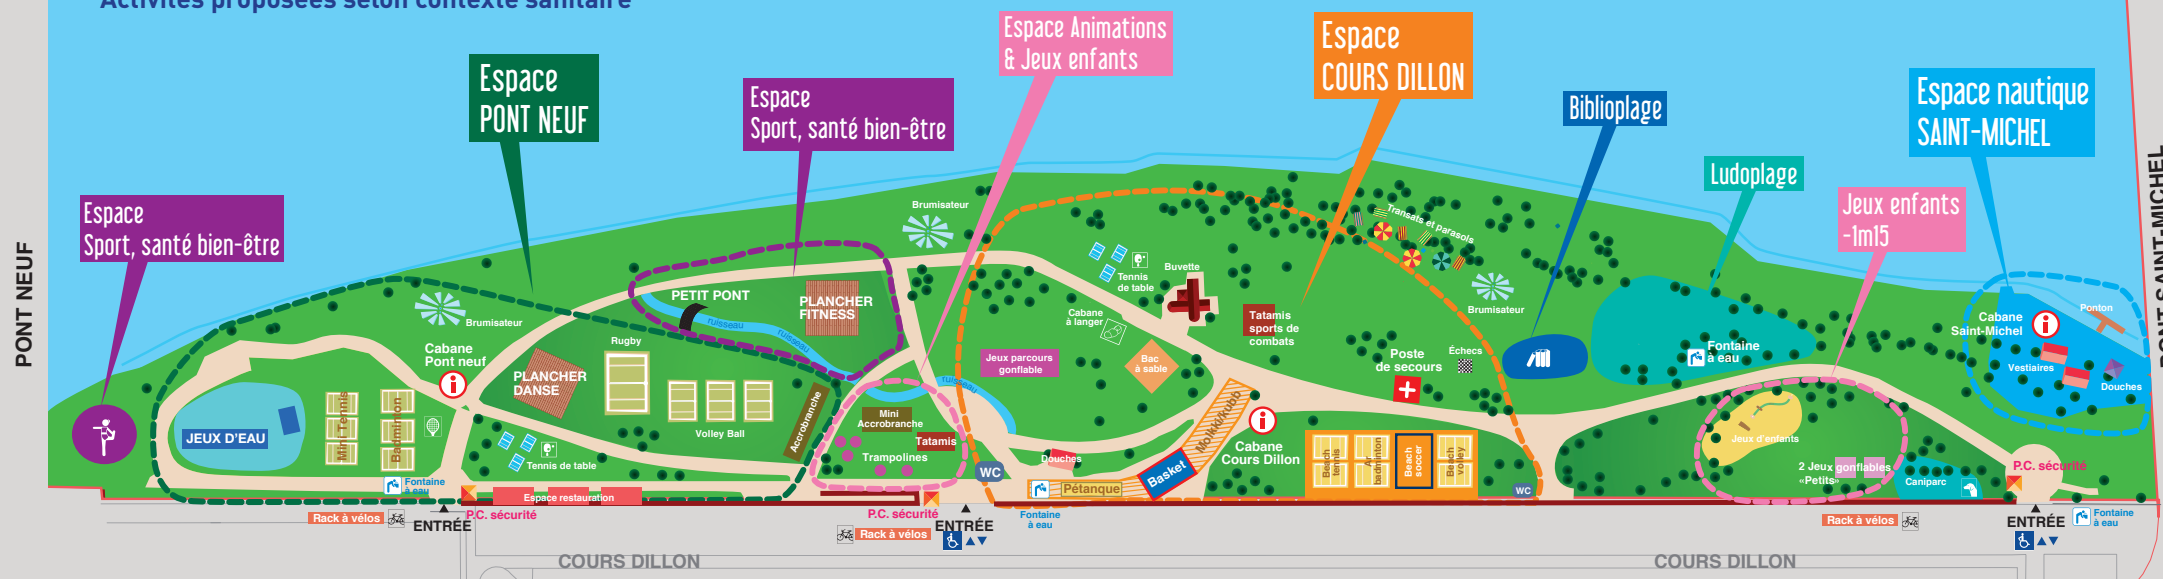 Activités proposées selon contexte sanitaire
Espace Animations
& Jeux enfants
Espace
COURS DILLON
Espace
PONT NEUF
Espace
Sport, santé bien-être
Biblioplage
Espace nautique
SAINT-MICHEL
Ludoplage
Jeux enfants
-1m15
Espace
Sport, santé bien-être
PONT NEUF
PONT SAINT-MICHEL
Brumisateur
Transats et parasols
Tennis
de table
Buvette
Brumisateur
PETIT PONT
PLANCHER
FITNESS
ruisseau
ruisseau
Brumisateur
Cabane
à langer
Tatamis
sports de
combats
Cabane
Saint-Michel
Ponton
Cabane
Pont neuf
Rugby
PLANCHER
DANSE
Jeux parcours
gonflable
Bac
à sable
Poste
de secours
Échecs
Fontaine
à eau
Vestiaires
Douches
ruisseau
Mini Tennis
Badminton
Accrobranche
Mini
Accrobranche
Molkki/kubb
JEUX D'EAU
Volley Ball
Tatamis
Trampolines
Tennis de table
Douches
WC
Cabane
Cours Dillon
Basket
Beach
tennis
Air
badminton
Beach
soccer
Beach
volley
Jeux d'enfants
2 Jeux gonflables
«Petits»
P.C. sécurité
Caniparc
Fontaine
à eau
Pétanque
WC
Espace restauration
Rack à vélos
ENTRÉE
P.C. sécurité
P.C. sécurité
Rack à vélos
ENTRÉE
Fontaine
à eau
Rack à vélos
ENTRÉE
Fontaine
à eau
COURS DILLON
COURS DILLON